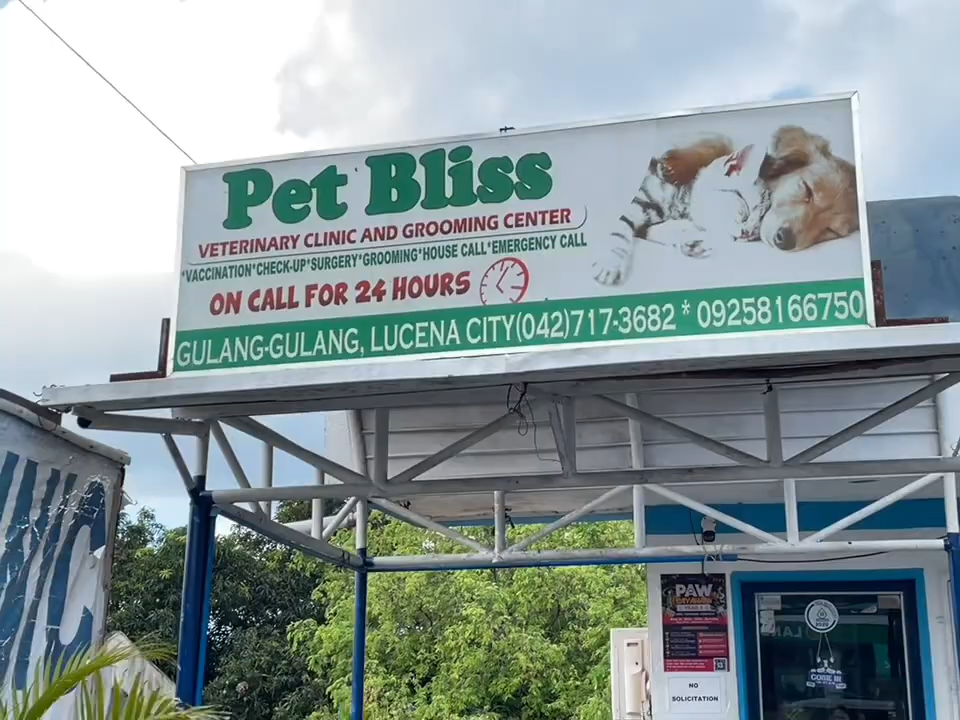 Pet Bliss
VETERINARY CLINIC AND GROOMING CENTER
*VACCINATION*CHECK-UP*SURGERY*GROOMING*HOUSE CALL*EMERGENCY CALL
ON CALL FOR 24 HOURS
GULANG-GULANG, LUCENA CITY(042)717-3682 * 09258166750
PAW
NO
SOLICITATION